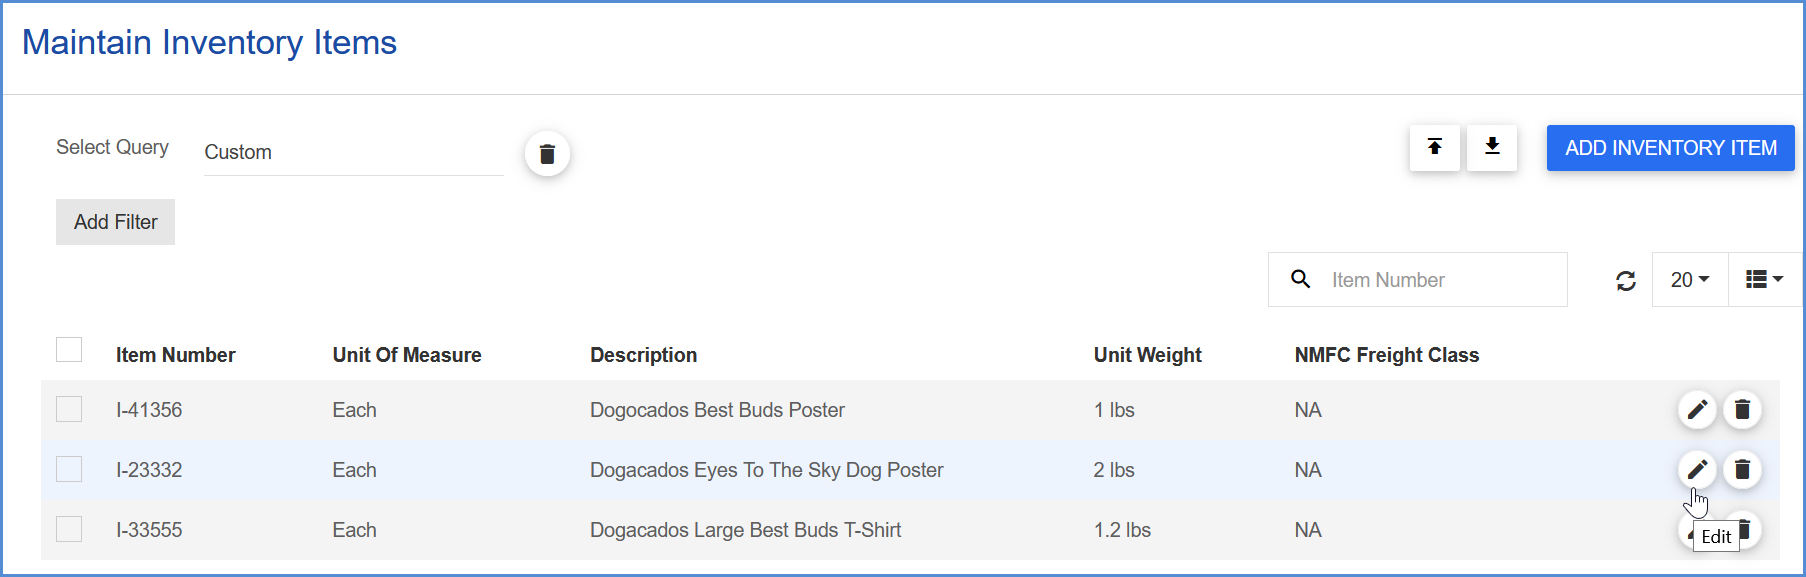 Maintain Inventory Items
Select Query Custom ADD INVENTORY ITEM
Add Filter
Item Number 20
Item Number Unit Of Measure Description Unit Weight NMFC Freight Class
I-41356 Each Dogocados Best Buds Poster 1 lbs NA
I-23332 Each Dogacados Eyes To The Sky Dog Poster 2 lbs NA
I-33555 Each Dogacados Large Best Buds T-Shirt 1.2 lbs NA
Edit